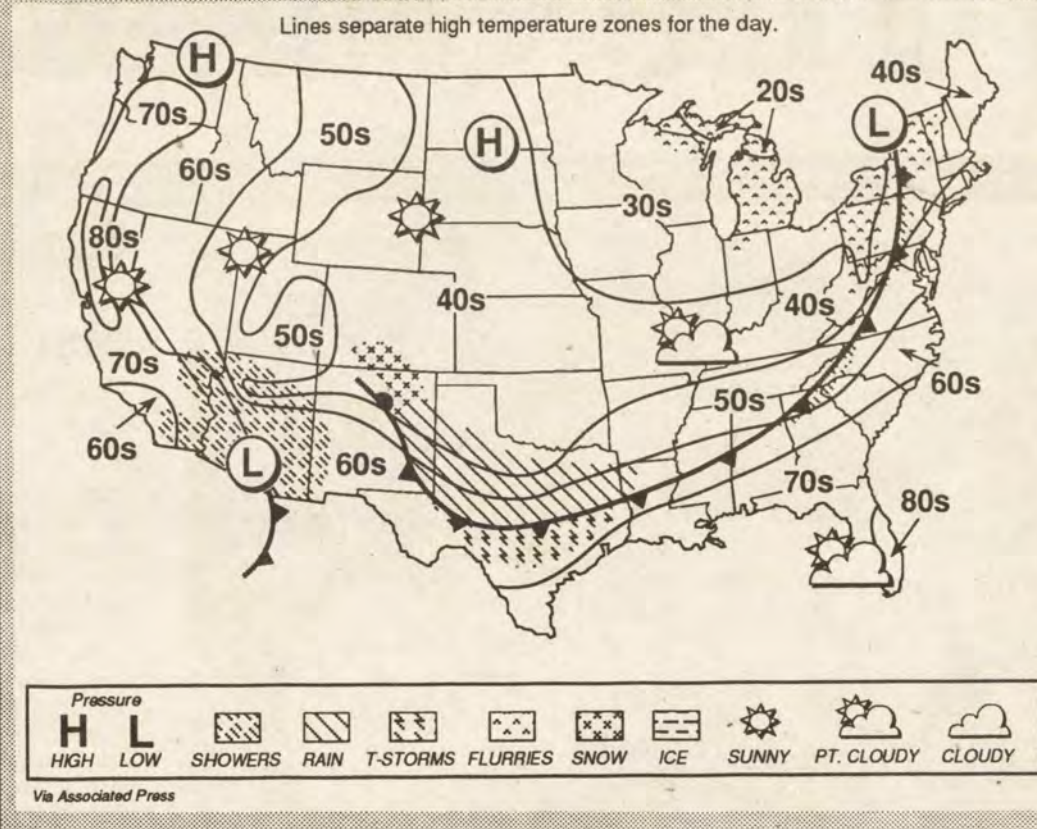 Lines separate high temperature zones for the day.
H
70s
50s
60s
H
20s
40s
L
30s
80s
40s
40s
50s
70s
60s
60s
L
60s
50s
70s
80s
Pressure
H L
HIGH LOW SHOWERS RAIN T-STORMS FLURRIES SNOW ICE SUNNY PT. CLOUDY CLOUDY
Via Associated Press